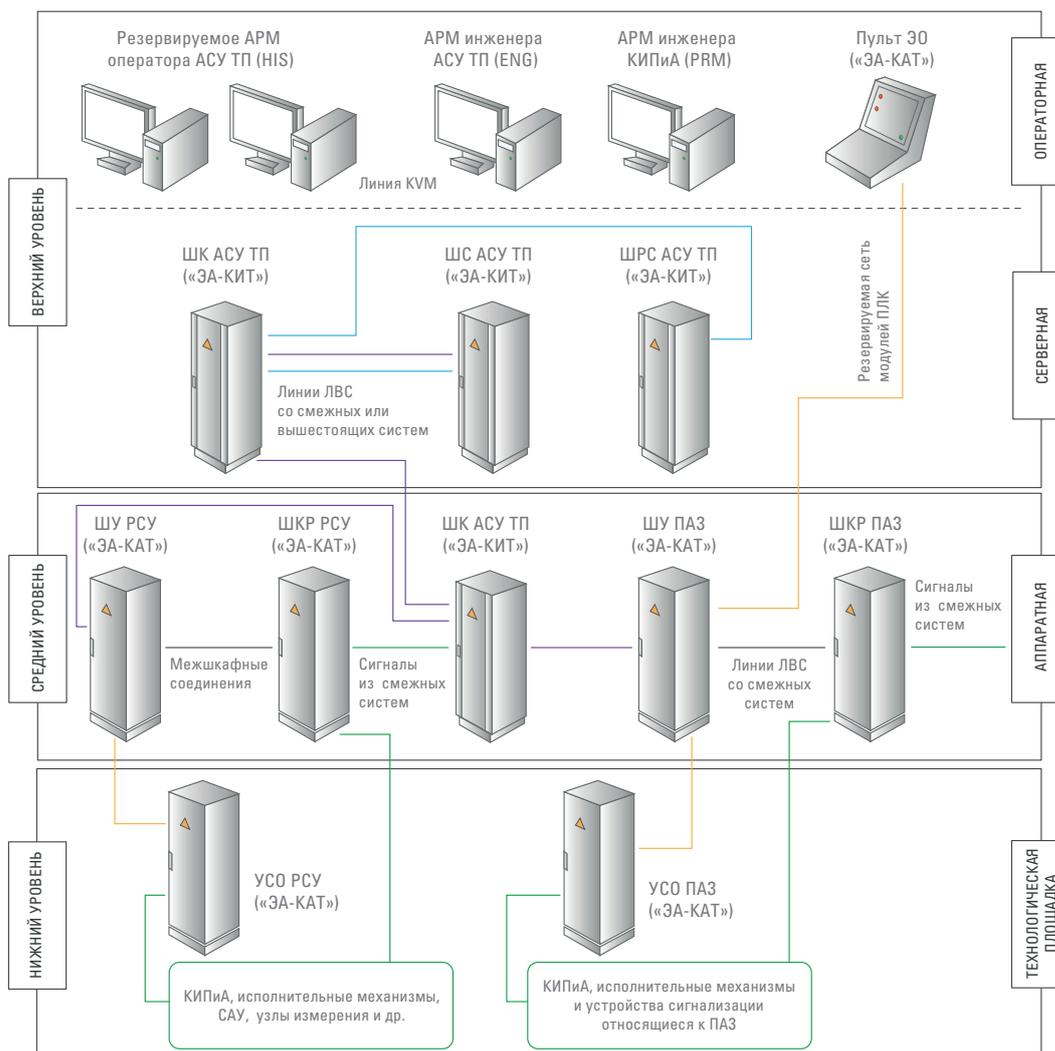 Резервируемое АРМ
оператора АСУ ТП (HIS)
АРМ инженера
АСУ ТП (ENG)
АРМ инженера
КИПиА (PRM)
Пульт ЭО
(«ЭА-КАТ»)
ОПЕРАТОРНАЯ
Линия KVM
ВЕРХНИЙ УРОВЕНЬ
ШК АСУ ТП
(«ЭА-КИТ»)
ШС АСУ ТП
(«ЭА-КИТ»)
ШРС АСУ ТП
(«ЭА-КИТ»)
Резервируемая сеть
модулей ПЛК
СЕРВЕРНАЯ
Линии ЛВС
со смежных или
вышестоящих систем
ШУ РСУ
(«ЭА-КАТ»)
ШКР РСУ
(«ЭА-КАТ»)
ШК АСУ ТП
(«ЭА-КИТ»)
ШУ ПАЗ
(«ЭА-КАТ»)
ШКР ПАЗ
(«ЭА-КАТ»)
СРЕДНИЙ УРОВЕНЬ
Межшкафные
соединения
Сигналы
из смежных
систем
Линии ЛВС
со смежных
систем
Сигналы
из смежных
систем
АППАРАТНАЯ
НИЖНИЙ УРОВЕНЬ
УСО РСУ
(«ЭА-КАТ»)
УСО ПАЗ
(«ЭА-КАТ»)
ТЕХНОЛОГИЧЕСКАЯ
ПЛОЩАДКА
КИПиА, исполнительные механизмы,
САУ, узлы измерения и др.
КИПиА, исполнительные механизмы
и устройства сигнализации
относящиеся к ПАЗ